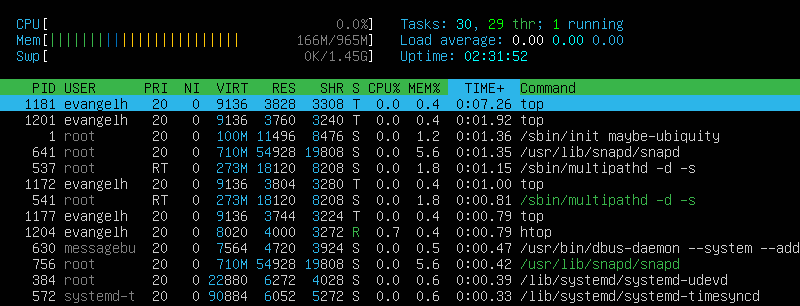 CPU[ 0.0%] Tasks: 30, 29 thr; 1 running
Mem[||||||||||||||||||||||||||| 166M/965M] Load average: 0.00 0.00 0.00
Swp[ 0K/1.45G] Uptime: 02:31:52
PID USER PRI NI VIRT RES SHR S CPU% MEM% TIME+ Command
1181 evangelh 20 0 9136 3828 3308 T 0.0 0.4 0:07.26 top
1201 evangelh 20 0 9136 3760 3240 T 0.0 0.4 0:01.92 top
1 root 20 0 100M 11496 8476 S 0.0 1.2 0:01.36 /sbin/init maybe-ubiquity
641 root 20 0 710M 54928 19808 S 0.0 5.6 0:01.35 /usr/lib/snapd/snapd
537 root RT 0 273M 18120 8208 S 0.0 1.8 0:01.15 /sbin/multipathd -d -s
1172 evangelh 20 0 9136 3804 3280 T 0.0 0.4 0:01.00 top
541 root RT 0 273M 18120 8208 S 0.0 1.8 0:00.81 /sbin/multipathd -d -s
1177 evangelh 20 0 9136 3744 3224 T 0.0 0.4 0:00.79 top
1204 evangelh 20 0 8020 4000 3272 R 0.7 0.4 0:00.79 htop
630 messagebu 20 0 7564 4720 3924 S 0.0 0.5 0:00.47 /usr/bin/dbus-daemon --system --add
756 root 20 0 710M 54928 19808 S 0.0 5.6 0:00.42 /usr/lib/snapd/snapd
384 root 20 0 22880 6272 4028 S 0.0 0.6 0:00.39 /lib/systemd/systemd-udevd
572 systemd-t 20 0 90884 6052 5272 S 0.0 0.6 0:00.33 /lib/systemd/systemd-timesyncd